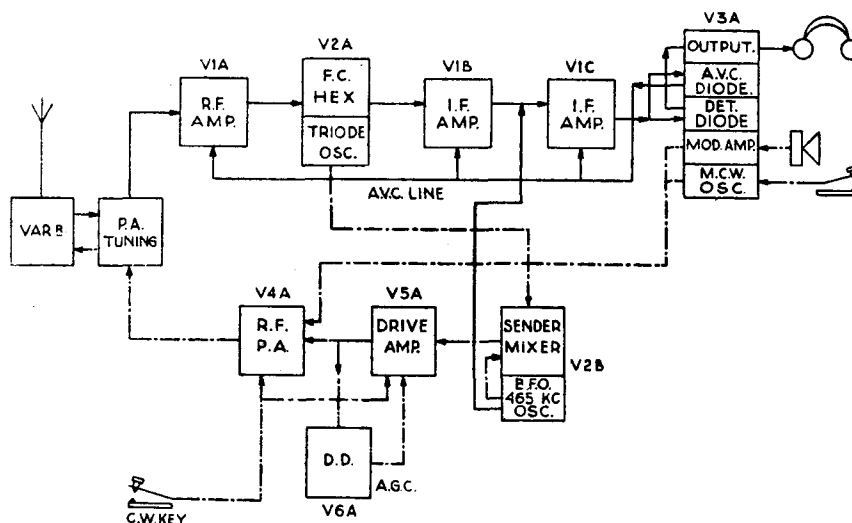 V3A
V2A
OUTPUT.
V1A
V1B
V1C
F.C.
HEX
A.V.C.
DIODE.
R.F.
AMP.
I.F.
AMP.
I.F.
AMP.
DET.
DIODE
TRIODE
OSC.
MOD. AMP.
M.C.W.
OSC.
A.V.C. LINE
VAR B
P.A.
TUNING
V4A
V5A
R.F.
P.A.
DRIVE
AMP.
SENDER
MIXER
V2B
B.F.O.
465 KC
OSC.
D.D.
A.G.C.
V6A
C.W. KEY